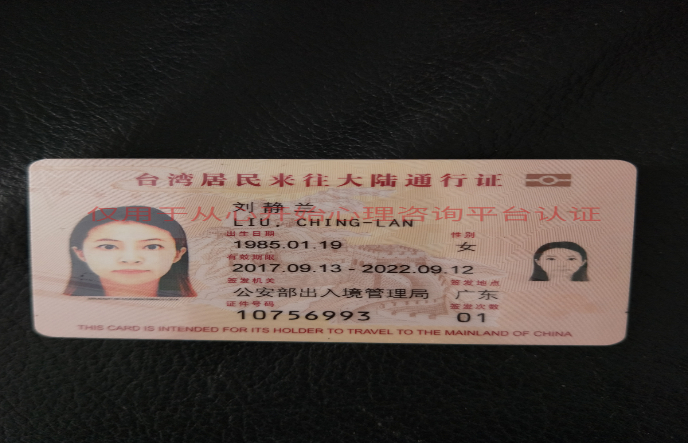 台湾居民来往大陆通行证
刘静兰
仅用于从心开始心理咨询平台认证
LIU, CHING-LAN
出生日期 性别
1985.01.19 女
有效期限
2017.09.13 - 2022.09.12
签发机关 签发地点
公安部出入境管理局 广东
证件号码 签发次数
10756993 01
THIS CARD IS INTENDED FOR ITS HOLDER TO TRAVEL TO THE MAINLAND OF CHINA